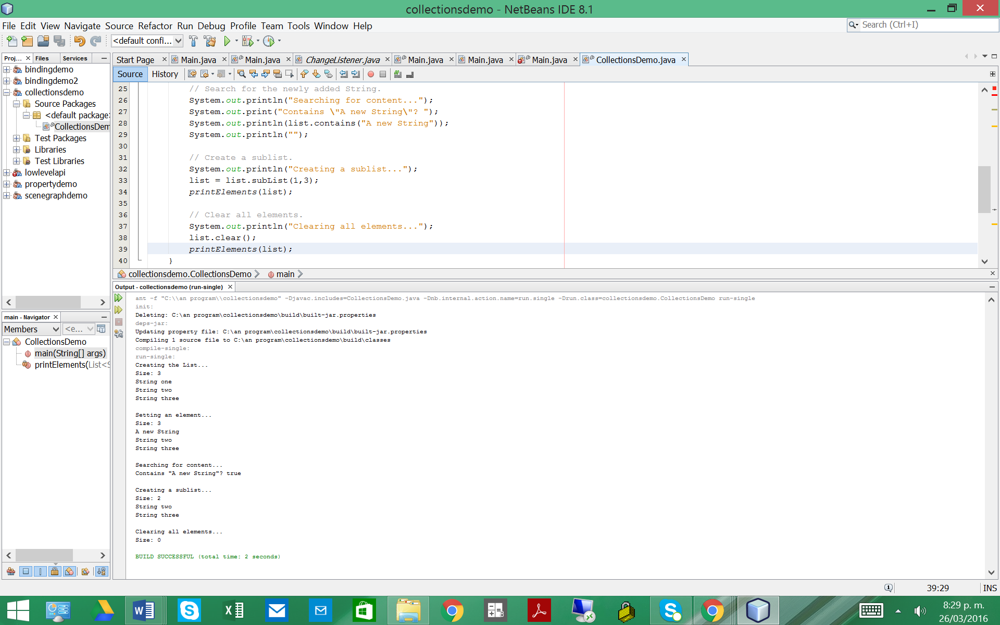 collectionsdemo - NetBeans IDE 8.1
File Edit View Navigate Source Refactor Run Debug Profile Team Tools Window Help
Search (Ctrl+I)
<default confi...
Proj... Files Services
bindingdemo
bindingdemo2
collectionsdemo
Source Packages
<default package>
CollectionsDem
Test Packages
Libraries
Test Libraries
lowlevelapi
propertydemo
scenegraphdemo
main - Navigator
Members <e...
CollectionsDemo
main(String[] args)
printElements(List<S
Start Page Main.java Main.java ChangeListener.java Main.java Main.java Main.java CollectionsDemo.java
Source History
25 // Search for the newly added String.
26 System.out.println("Searching for content...");
27 System.out.print("Contains \"A new String\"? ");
28 System.out.println(list.contains("A new String"));
29 System.out.println("");
30
31 // Create a sublist.
32 System.out.println("Creating a sublist...");
33 list = list.subList(1,3);
34 printElements(list);
35
36 // Clear all elements.
37 System.out.println("Clearing all elements...");
38 list.clear();
39 printElements(list);
40 }
collectionsdemo.CollectionsDemo main
Output - collectionsdemo (run-single)
ant -f "C:\\an program\\collectionsdemo" -Djavac.includes=CollectionsDemo.java -Dnb.internal.action.name=run.single -Drun.class=collectionsdemo.CollectionsDemo run-single
init:
Deleting: C:\an program\collectionsdemo\build\built-jar.properties
deps-jar:
Updating property file: C:\an program\collectionsdemo\build\built-jar.properties
Compiling 1 source file to C:\an program\collectionsdemo\build\classes
compile-single:
run-single:
Creating the List...
Size: 3
String one
String two
String three
Setting an element...
Size: 3
A new String
String two
String three
Searching for content...
Contains "A new String"? true
Creating a sublist...
Size: 2
String two
String three
Clearing all elements...
Size: 0
BUILD SUCCESSFUL (total time: 2 seconds)
39:29 INS
8:29 p. m.
26/03/2016